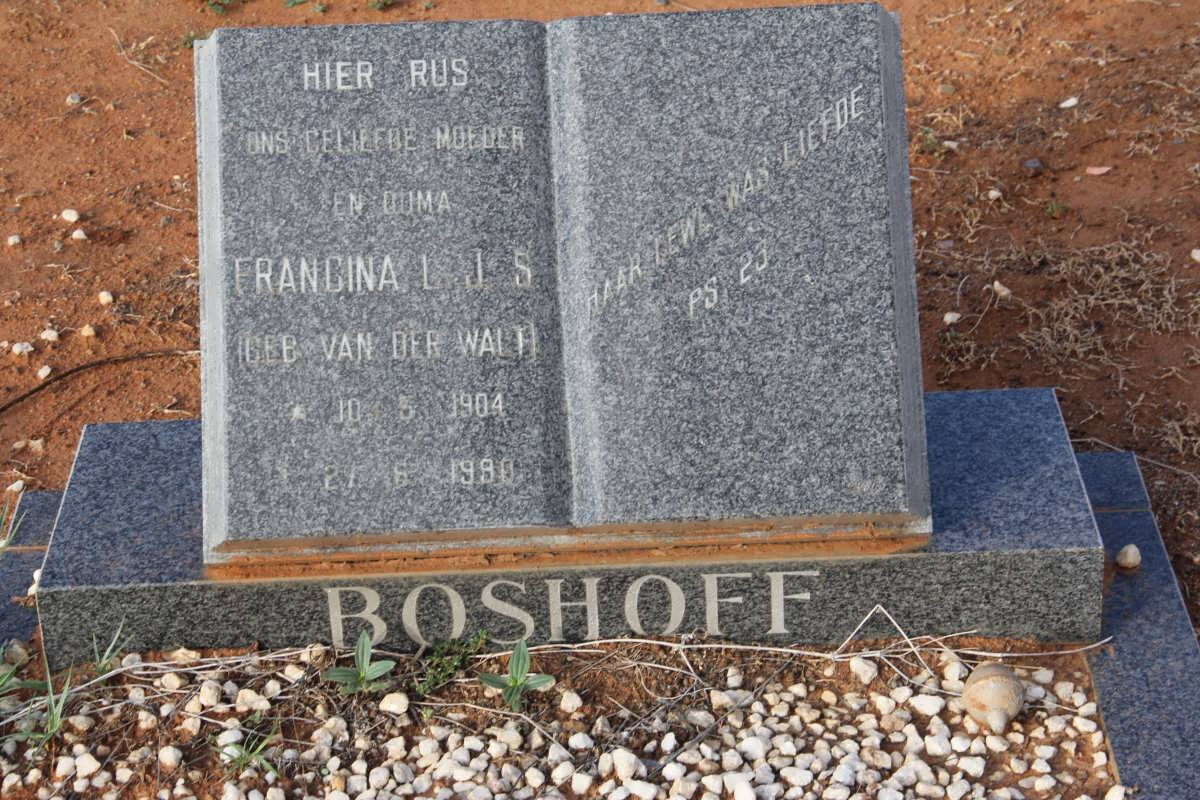 HIER RUS
ONS GELIEFDE MOEDER
EN OUMA
FRANCINA L. J. S.
(GEB VAN DER WALT)
* 10. 5. 1904
27. 6. 1980
HAAR LEWE WAS LIEFDE
PS. 23
BOSHOFF